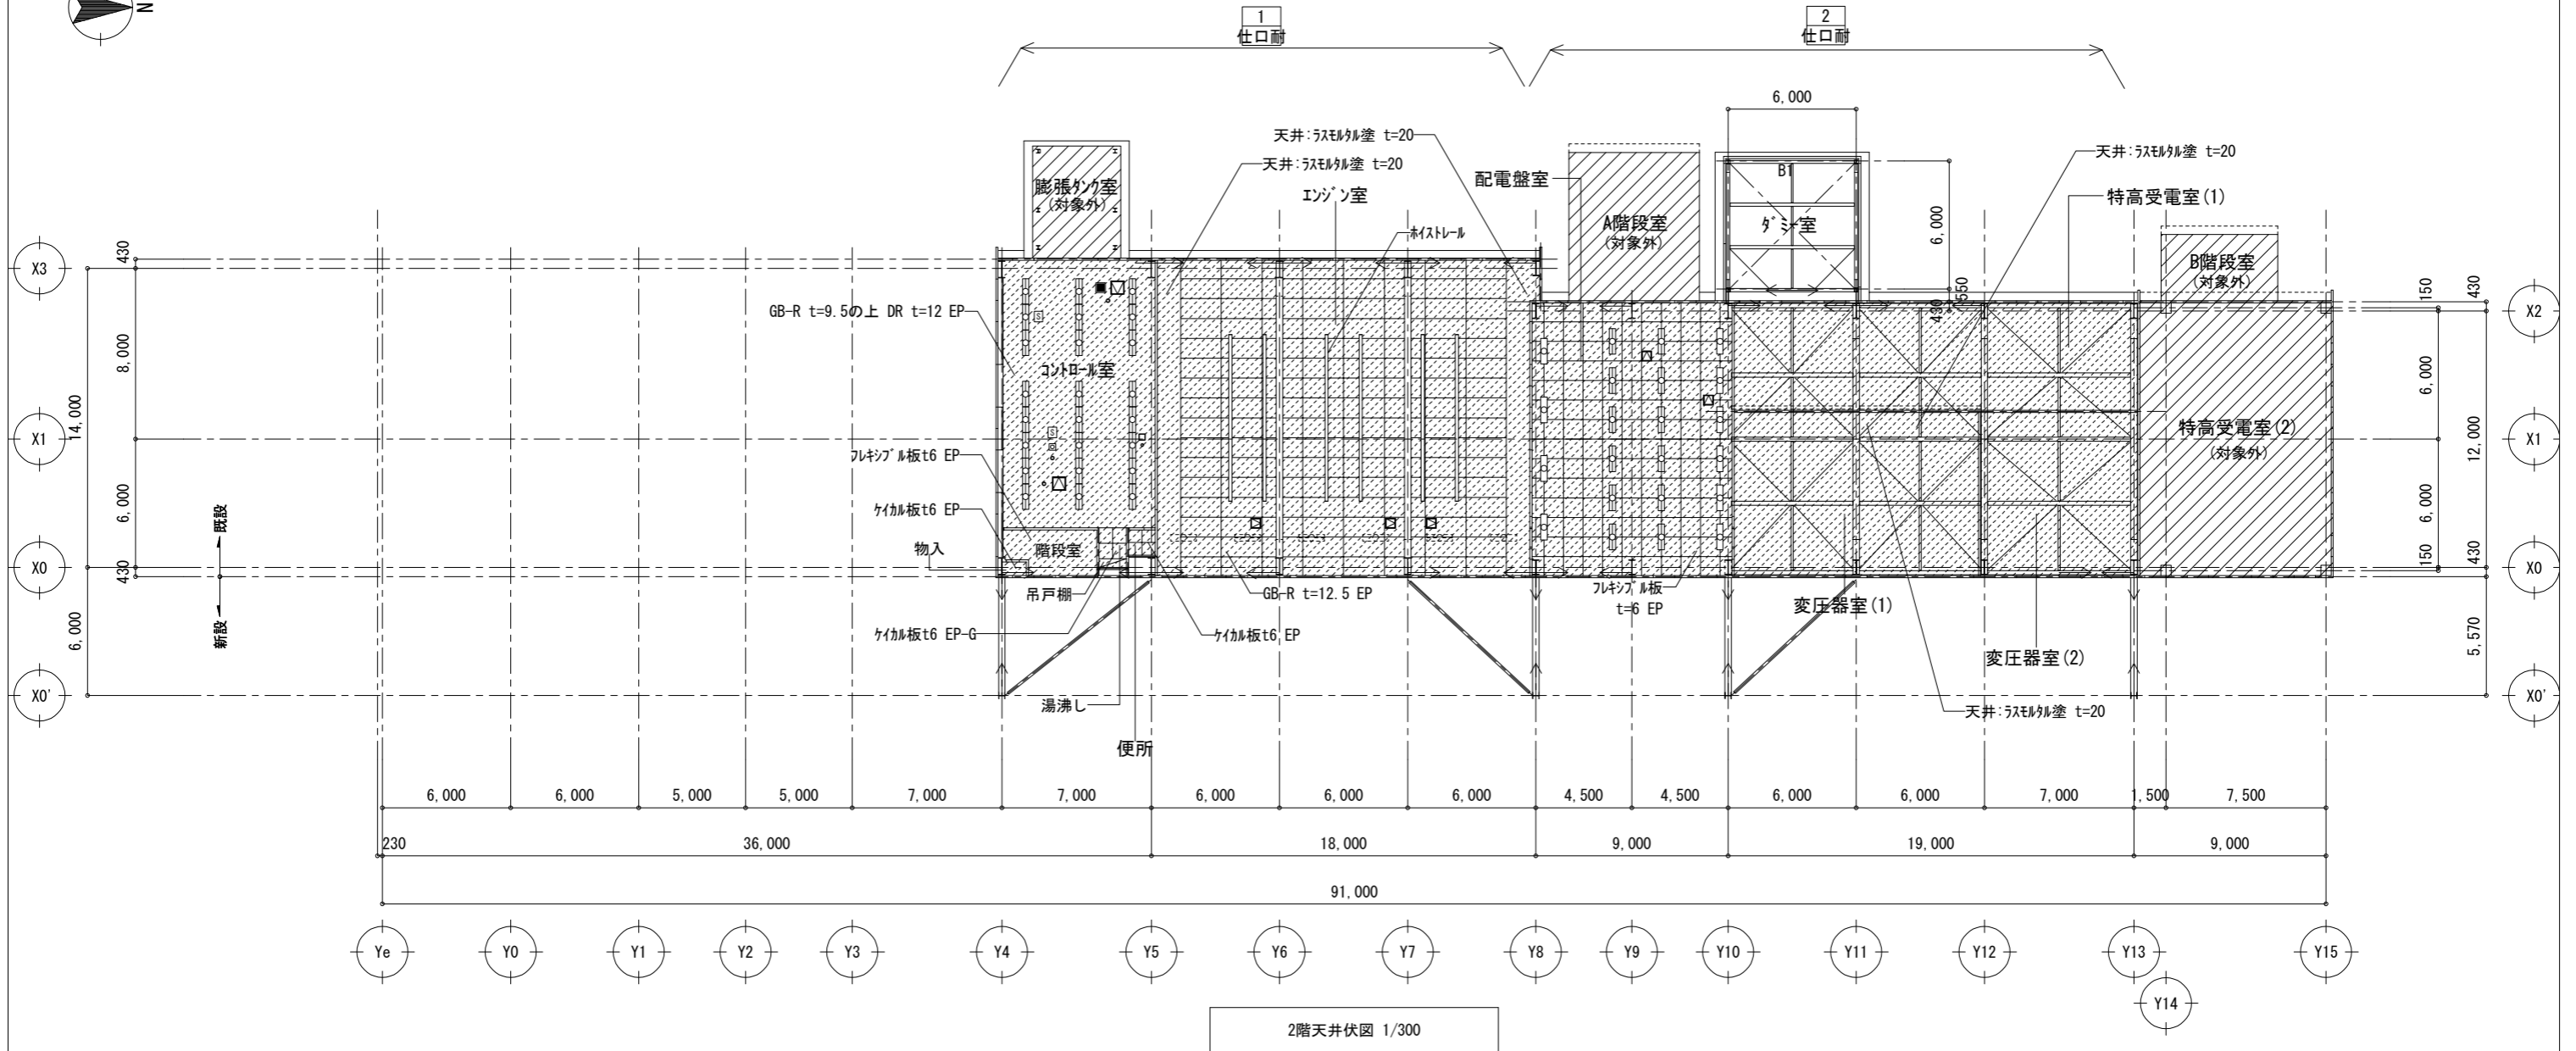 N
1
仕口耐
2
仕口耐
6,000
天井:ラスモルタル塗 t=20
天井:ラスモルタル塗 t=20
天井:ラスモルタル塗 t=20
膨張タンク室
(対象外)
エンジン室
配電盤室
B1
特高受電室(1)
A階段室
(対象外)
ダミー室
6,000
ホイストレール
B階段室
(対象外)
X3
430
550
430
150
430
X2
GB-R t=9.5の上 DR t=12 EP
コントロール室
8,000
14,000
6,000
12,000
X1
特高受電室(2)
(対象外)
X1
フレキシブル板t6 EP
ケイカル板t6 EP
6,000
既設
物入
階段室
6,000
X0
430
150
430
X0
吊戸棚
GB-R t=12.5 EP
フレキシブル板
t=6 EP
変圧器室(1)
新設
6,000
ケイカル板t6 EP-G
ケイカル板t6 EP
変圧器室(2)
5,570
X0'
湯沸し
天井:ラスモルタル塗 t=20
X0'
便所
6,000
6,000
5,000
5,000
7,000
7,000
6,000
6,000
6,000
4,500
4,500
6,000
6,000
7,000
1,500
7,500
230
36,000
18,000
9,000
19,000
9,000
91,000
Ye
Y0
Y1
Y2
Y3
Y4
Y5
Y6
Y7
Y8
Y9
Y10
Y11
Y12
Y13
Y15
Y14
2階天井伏図 1/300